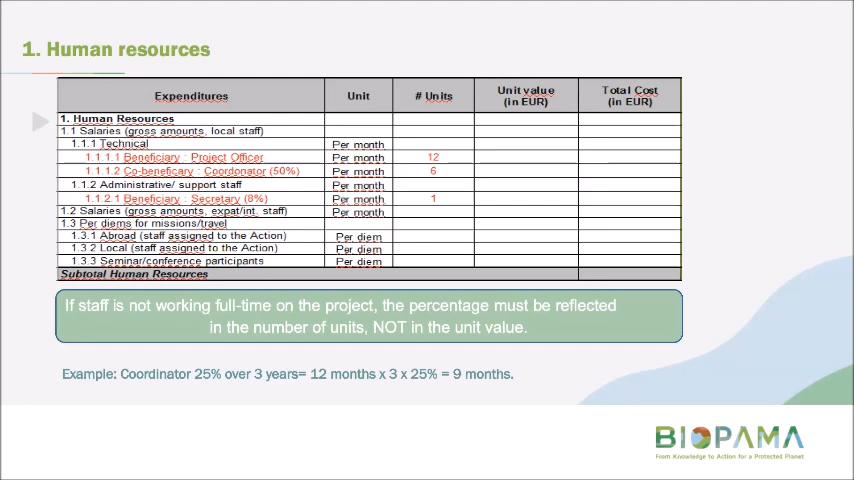 1. Human resources
Expenditures Unit # Units Unit value (in EUR) Total Cost (in EUR)
1. Human Resources
1.1 Salaries (gross amounts, local staff)
1.1.1 Technical Per month
1.1.1.1 Beneficiary : Project Officer Per month 12
1.1.1.2 Co-beneficary : Coordonator (50%) Per month 6
1.1.2 Administrative/ support staff Per month
1.1.2.1 Beneficiary : Secretary (8%) Per month 1
1.2 Salaries (gross amounts, expat/int. staff) Per month
1.3 Per diems for missions/travel
1.3.1 Abroad (staff assigned to the Action) Per diem
1.3.2 Local (staff assigned to the Action) Per diem
1.3.3 Seminar/conference participants Per diem
Subtotal Human Resources
If staff is not working full-time on the project, the percentage must be reflected
in the number of units, NOT in the unit value.
Example: Coordinator 25% over 3 years= 12 months x 3 x 25% = 9 months.
BIOPAMA
From Knowledge to Action for a Protected Planet